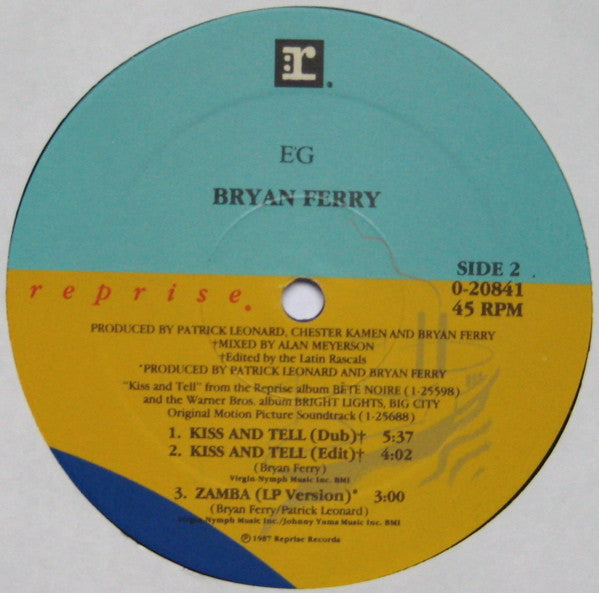 r
EG
BRYAN FERRY
SIDE 2
reprise
0-20841
45 RPM
PRODUCED BY PATRICK LEONARD, CHESTER KAMEN AND BRYAN FERRY
†MIXED BY ALAN MEYERSON
†Edited by the Latin Rascals
*PRODUCED BY PATRICK LEONARD AND BRYAN FERRY
"Kiss and Tell" from the Reprise album BÊTE NOIRE (1-25598)
and the Warner Bros. album BRIGHT LIGHTS, BIG CITY
Original Motion Picture Soundtrack (1-25688)
1. KISS AND TELL (Dub)† 5:37
2. KISS AND TELL (Edit)† 4:02
(Bryan Ferry)
Virgin-Nymph Music Inc. BMI
3. ZAMBA (LP Version)* 3:00
(Bryan Ferry/Patrick Leonard)
Virgin-Nymph Music Inc./Johnny Yuma Music Inc. BMI
℗ 1987 Reprise Records